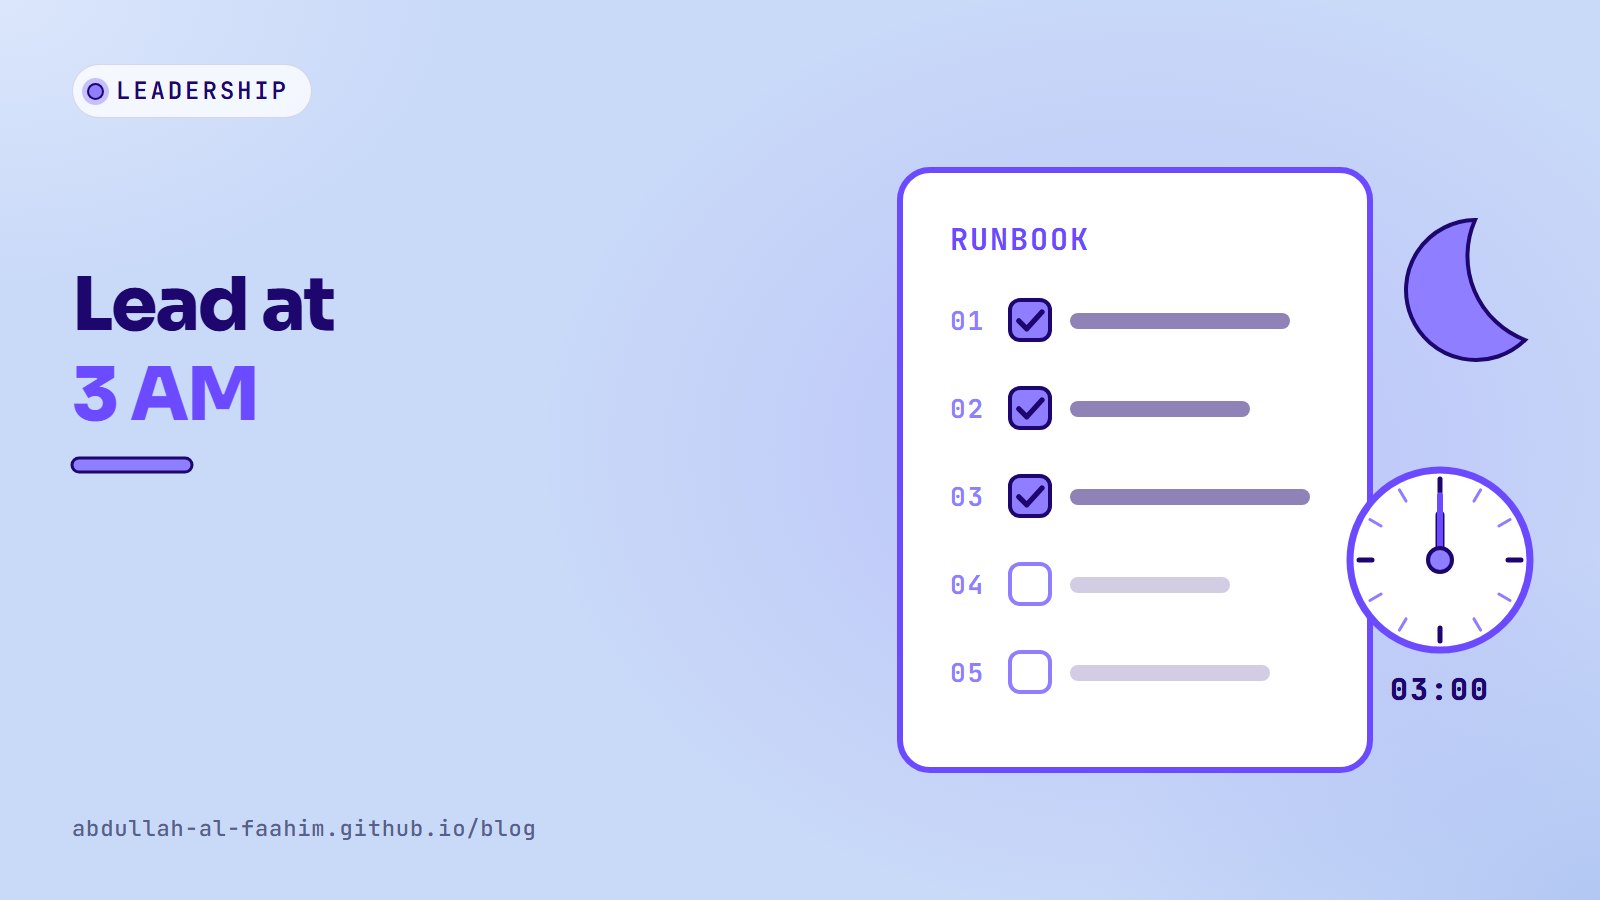 LEADERSHIP
Lead at
3 AM
RUNBOOK
01
02
03
04
05
03:00
abdullah-al-faahim.github.io/blog